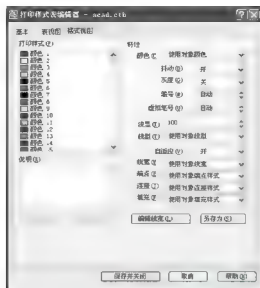 打印样式表编辑器 - acad.ctb
基本 表视图 格式视图
打印样式(P):
颜色 1
颜色 2
颜色 3
颜色 4
颜色 5
颜色 6
颜色 7
颜色 8
颜色 9
颜色 10
颜色 11
颜色 12
颜色 13
颜色 14
说明(R):
特性
颜色(C): 使用对象颜色
抖动(D): 开
灰度(G): 关
笔号(N): 自动
虚拟笔号(U): 自动
淡显(I): 100
线型(T): 使用对象线型
自适应(V): 开
线宽(W): 使用对象线宽
端点(E): 使用对象端点样式
连接(J): 使用对象连接样式
填充(F): 使用对象填充样式
编辑线宽(L)... 另存为(S)...
保存并关闭 取消 帮助(H)